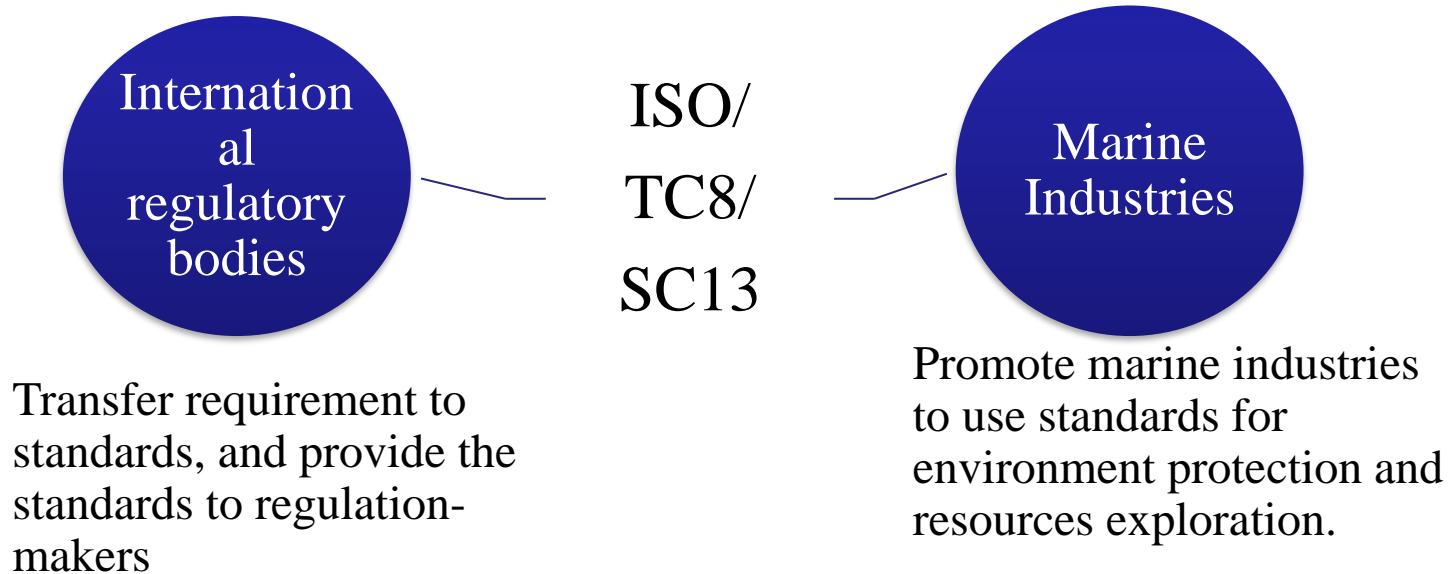 Internation
al
regulatory
bodies
ISO/
TC8/
SC13
Marine
Industries
Transfer requirement to
standards, and provide the
standards to regulation-
makers
Promote marine industries
to use standards for
environment protection and
resources exploration.